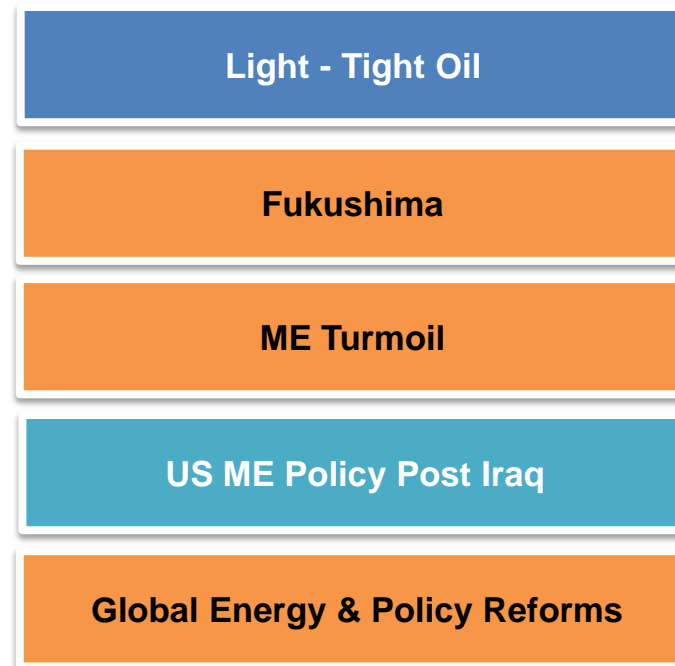 Light - Tight Oil
Fukushima
ME Turmoil
US ME Policy Post Iraq
Global Energy & Policy Reforms